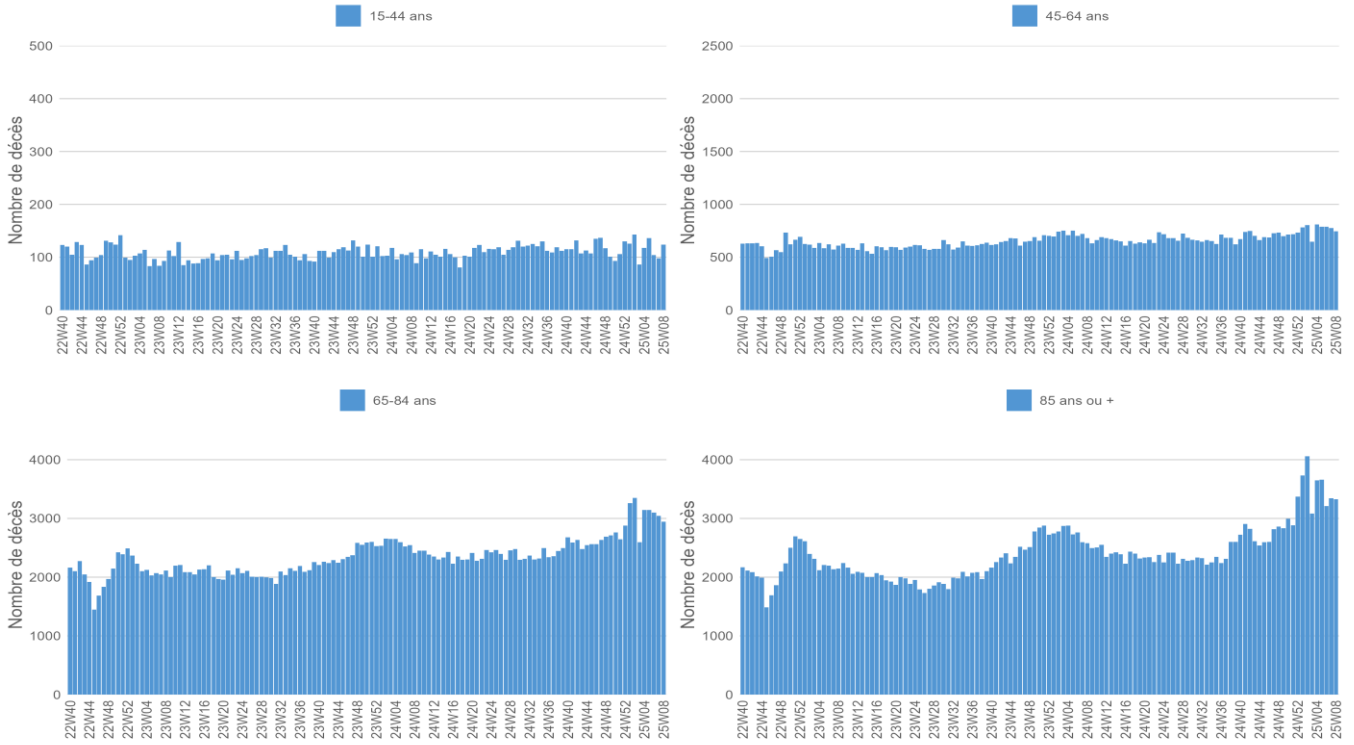 15-44 ans
Nombre de décès
500
400
300
200
100
0
22W40 22W44 22W48 22W52 23W04 23W08 23W12 23W16 23W20 23W24 23W28 23W32 23W36 23W40 23W44 23W48 23W52 24W04 24W08 24W12 24W16 24W20 24W24 24W28 24W32 24W36 24W40 24W44 24W48 24W52 25W04 25W08
45-64 ans
Nombre de décès
2500
2000
1500
1000
500
0
22W40 22W44 22W48 22W52 23W04 23W08 23W12 23W16 23W20 23W24 23W28 23W32 23W36 23W40 23W44 23W48 23W52 24W04 24W08 24W12 24W16 24W20 24W24 24W28 24W32 24W36 24W40 24W44 24W48 24W52 25W04 25W08
65-84 ans
Nombre de décès
4000
3000
2000
1000
0
22W40 22W44 22W48 22W52 23W04 23W08 23W12 23W16 23W20 23W24 23W28 23W32 23W36 23W40 23W44 23W48 23W52 24W04 24W08 24W12 24W16 24W20 24W24 24W28 24W32 24W36 24W40 24W44 24W48 24W52 25W04 25W08
85 ans ou +
Nombre de décès
4000
3000
2000
1000
0
22W40 22W44 22W48 22W52 23W04 23W08 23W12 23W16 23W20 23W24 23W28 23W32 23W36 23W40 23W44 23W48 23W52 24W04 24W08 24W12 24W16 24W20 24W24 24W28 24W32 24W36 24W40 24W44 24W48 24W52 25W04 25W08